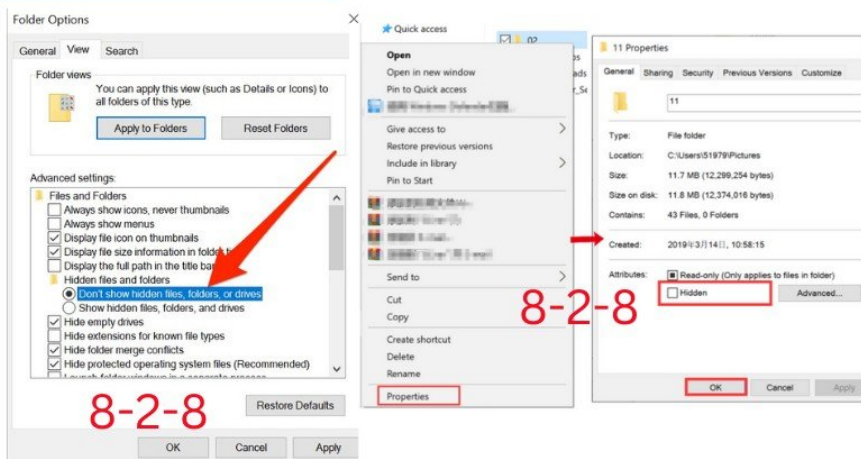 Folder Options
General View Search
Folder views
You can apply this view (such as Details or Icons) to
all folders of this type.
Apply to Folders Reset Folders
Advanced settings:
Files and Folders
Always show icons, never thumbnails
Always show menus
Display file icon on thumbnails
Display file size information in folder
Display the full path in the title
Hidden files and folders
Don't show hidden files, folders, or drives
Show hidden files, folders, and drives
Hide empty drives
Hide extensions for known file types
Hide folder merge conflicts
Hide protected operating system files (Recommended)
8-2-8
Restore Defaults
OK Cancel Apply
Quick access
02
Open
Open in new window
Pin to Quick access
Give access to
Restore previous versions
Include in library
Pin to Start
Send to
Cut
Copy
Create shortcut
Delete
Rename
Properties
8-2-8
11 Properties
General Sharing Security Previous Versions Customize
11
Type: File folder
Location: C:\Users\51979\Pictures
Size: 11.7 MB (12,299,254 bytes)
Size on disk: 11.8 MB (12,374,016 bytes)
Contains: 43 Files, 0 Folders
Created: 2019年3月14日, 10:58:15
Attributes: Read-only (Only applies to files in folder)
Hidden Advanced...
OK Cancel Apply